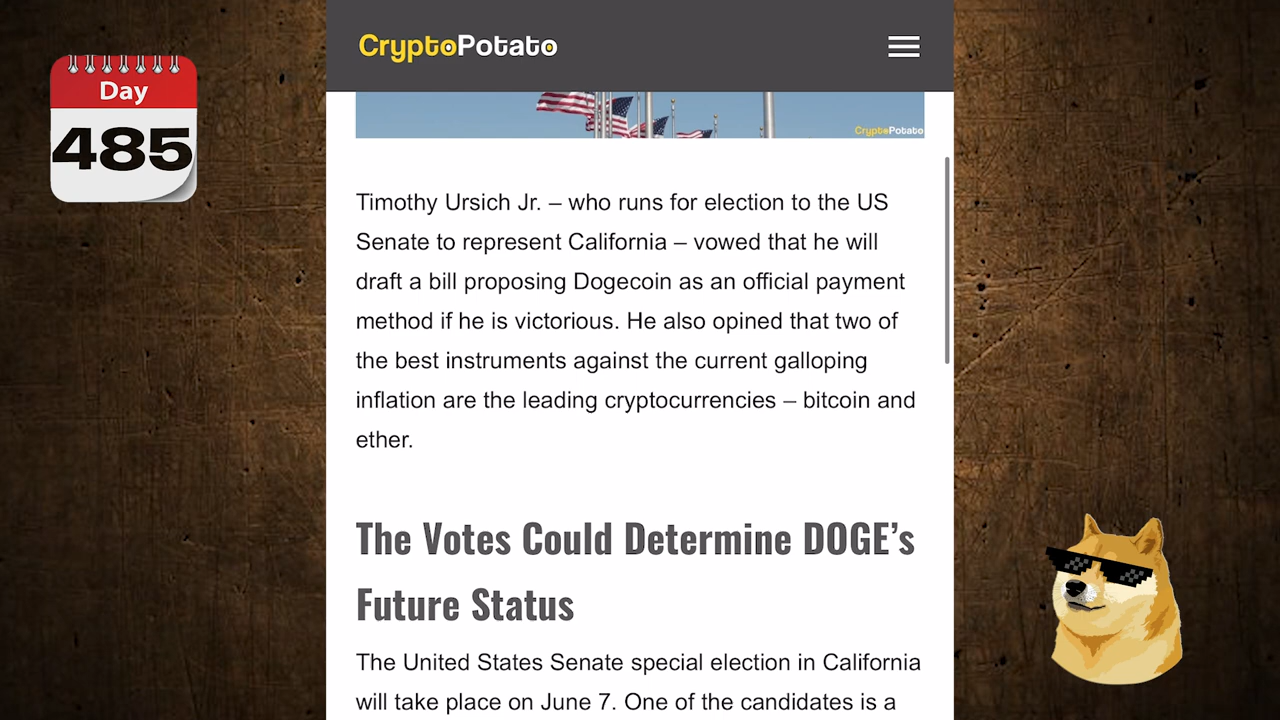 Day
485
CryptoPotato
CryptoPotato
Timothy Ursich Jr. – who runs for election to the US
Senate to represent California – vowed that he will
draft a bill proposing Dogecoin as an official payment
method if he is victorious. He also opined that two of
the best instruments against the current galloping
inflation are the leading cryptocurrencies – bitcoin and
ether.
The Votes Could Determine DOGE’s
Future Status
The United States Senate special election in California
will take place on June 7. One of the candidates is a